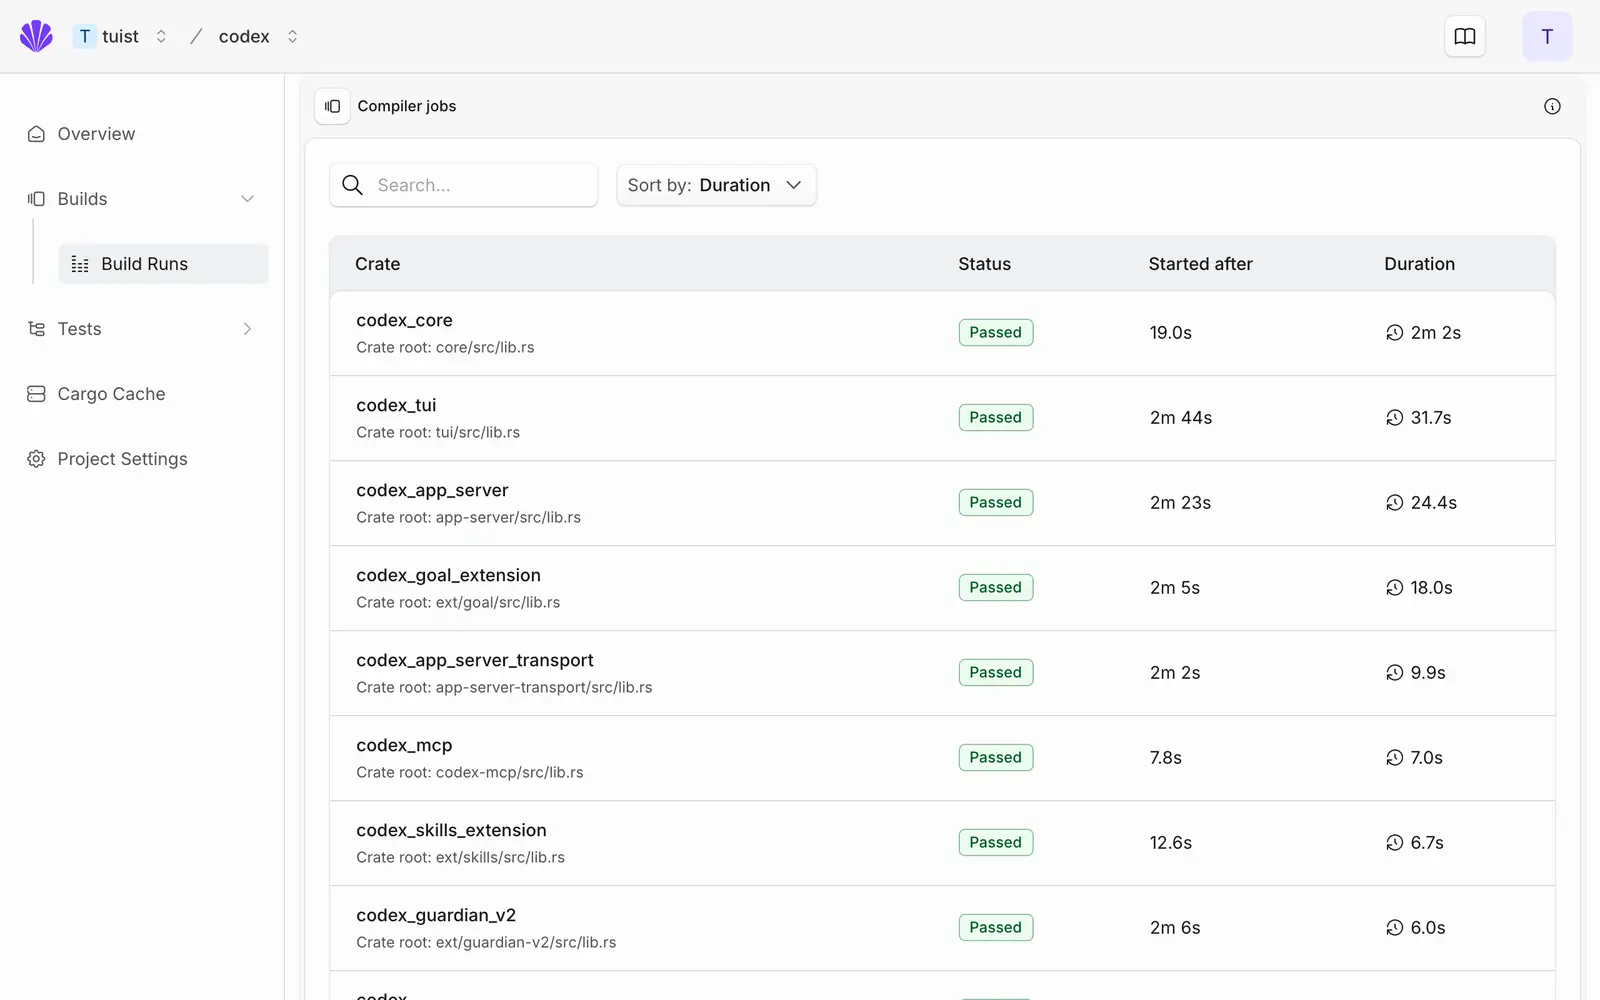 T tuist / codex
T
Overview
Builds
Build Runs
Tests
Cargo Cache
Project Settings
Compiler jobs
Search...
Sort by: Duration
Crate Status Started after Duration
codex_core
Crate root: core/src/lib.rs
Passed 19.0s 2m 2s
codex_tui
Crate root: tui/src/lib.rs
Passed 2m 44s 31.7s
codex_app_server
Crate root: app-server/src/lib.rs
Passed 2m 23s 24.4s
codex_goal_extension
Crate root: ext/goal/src/lib.rs
Passed 2m 5s 18.0s
codex_app_server_transport
Crate root: app-server-transport/src/lib.rs
Passed 2m 2s 9.9s
codex_mcp
Crate root: codex-mcp/src/lib.rs
Passed 7.8s 7.0s
codex_skills_extension
Crate root: ext/skills/src/lib.rs
Passed 12.6s 6.7s
codex_guardian_v2
Crate root: ext/guardian-v2/src/lib.rs
Passed 2m 6s 6.0s
codex